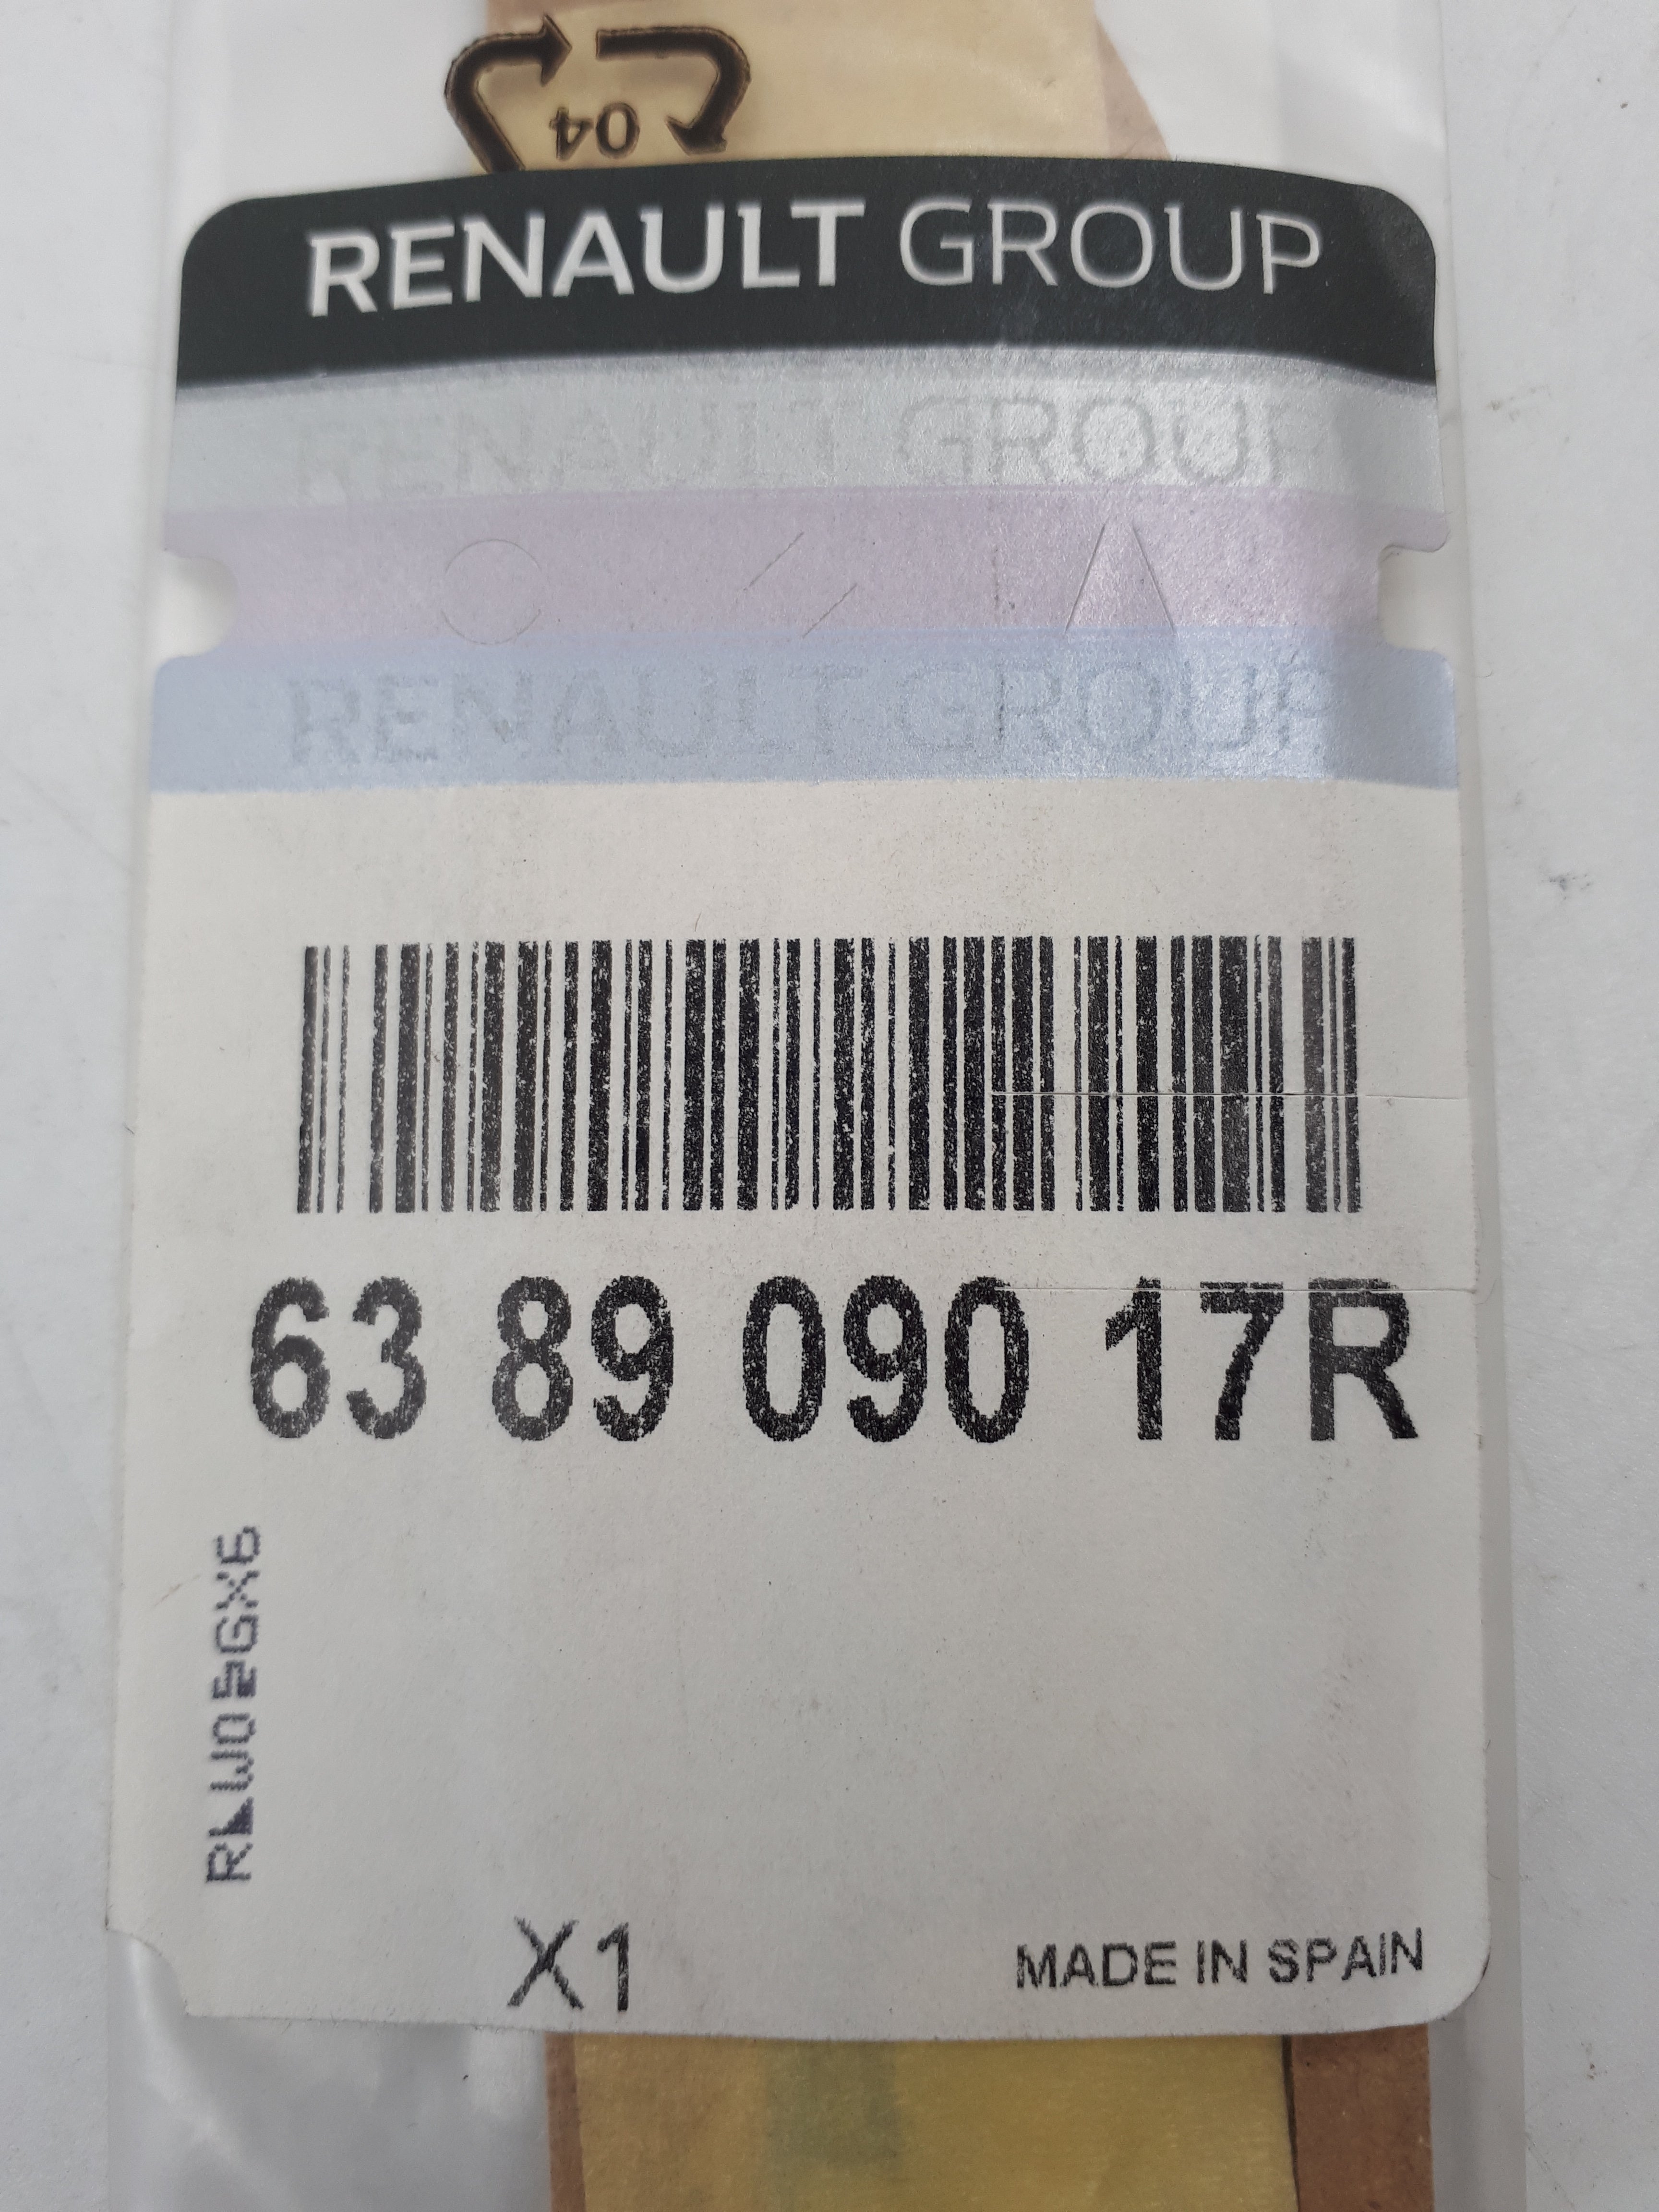 04
RENAULT GROUP
RENAULT GROUP
RENAULT GROUP
63 89 090 17R
X1
MADE IN SPAIN